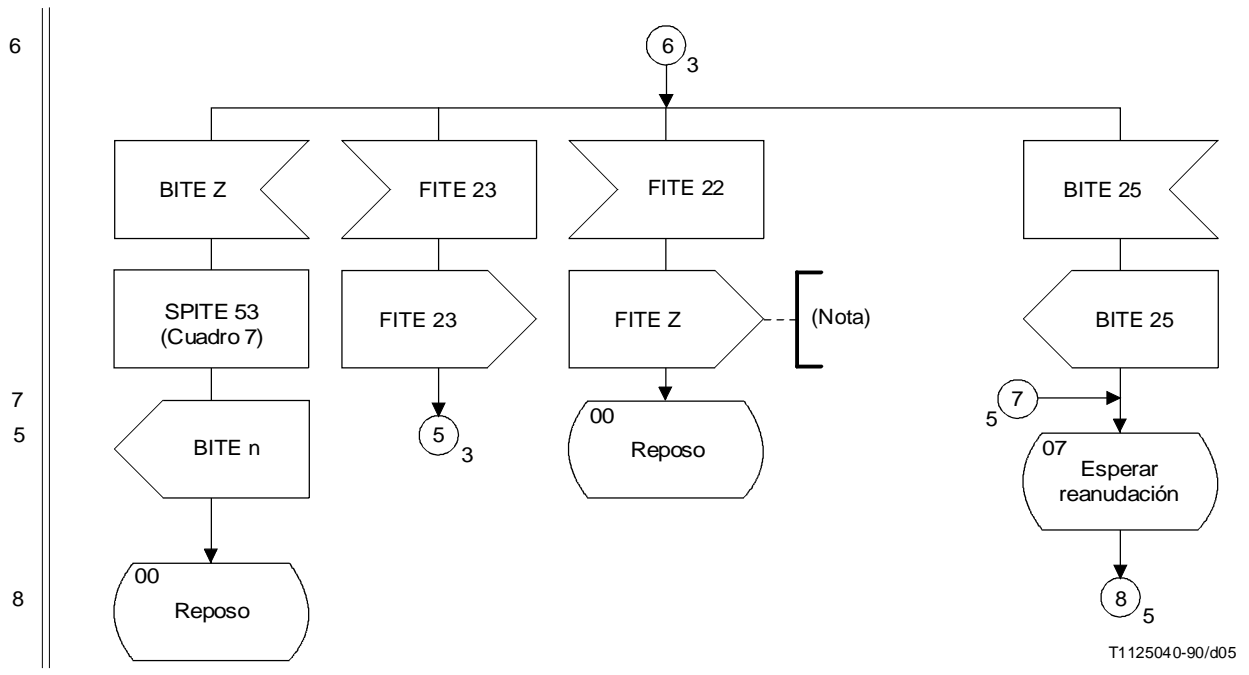 6
6
3
BITE Z
FITE 23
FITE 22
BITE 25
SPITE 53
(Cuadro 7)
FITE 23
FITE Z
(Nota)
BITE 25
7
5
BITE n
5
3
00
Reposo
7
5
07
Esperar
reanudación
8
00
Reposo
8
5
T1125040-90/d05